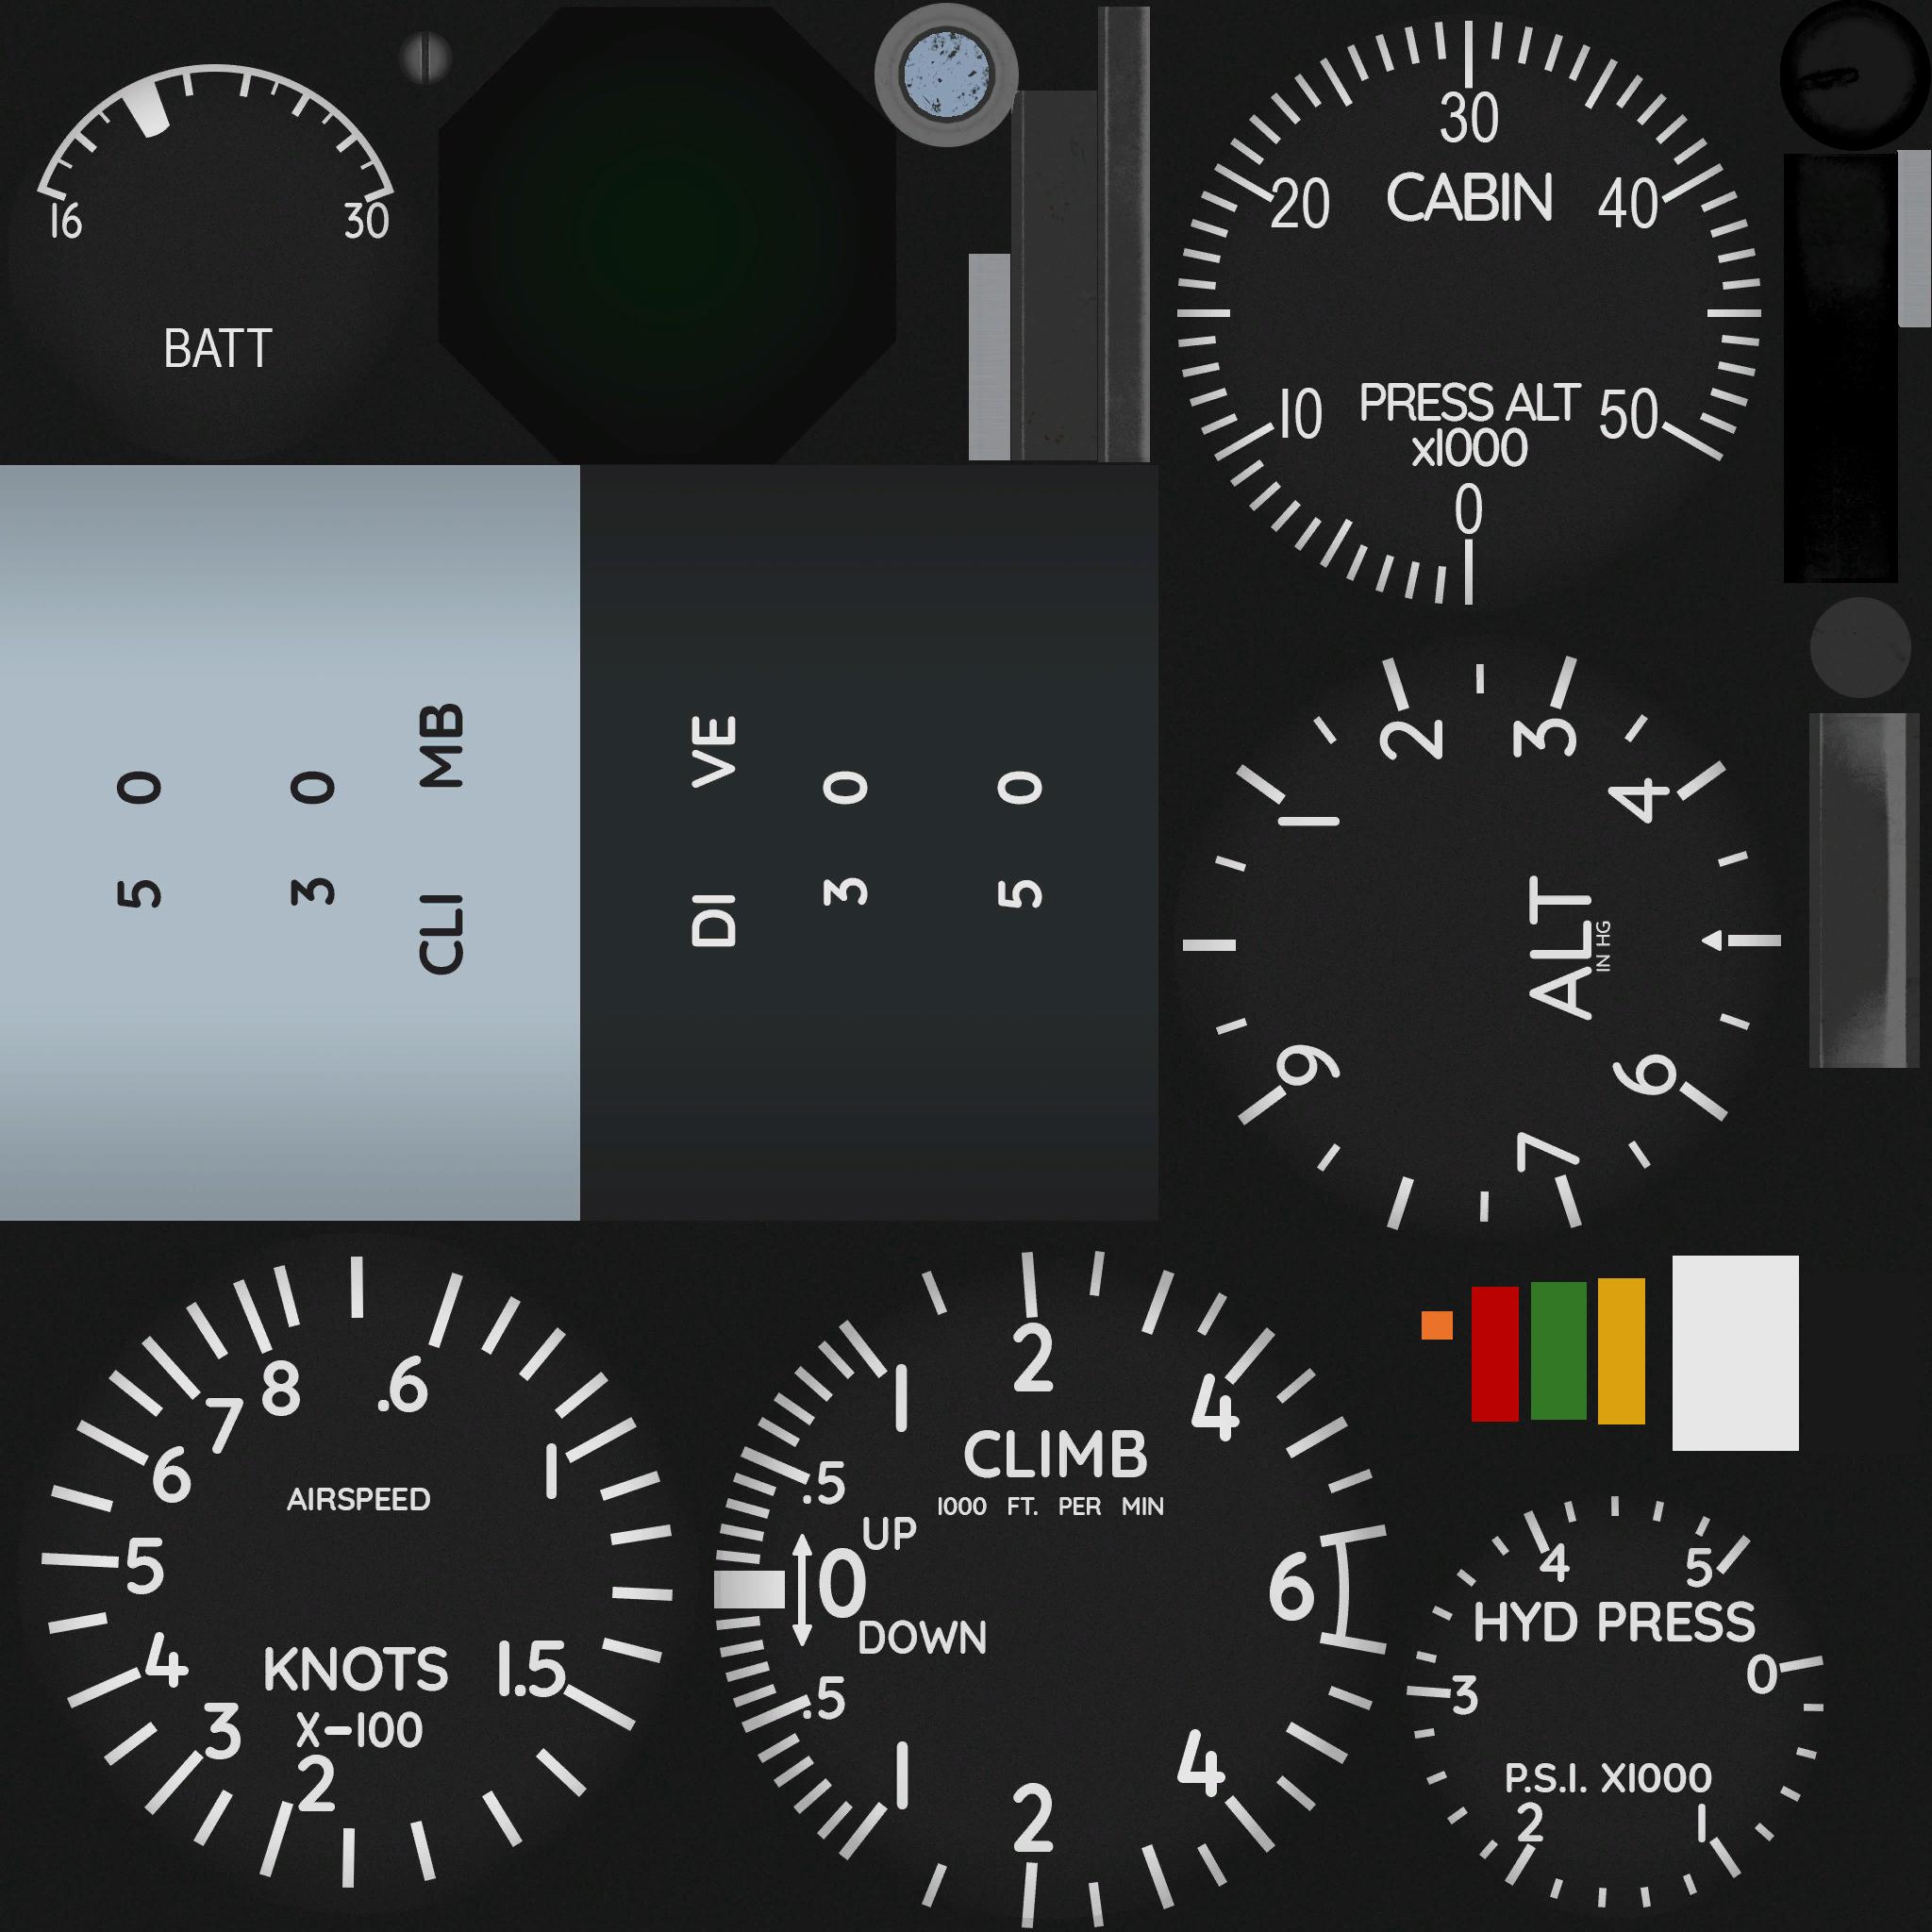 16 30
BATT
30
20 CABIN 40
10 PRESS ALT 50
x1000
0
5 0
3 0
CLI MB
DI VE
3 0
5 0
2 3
4
1
ALT
IN HG
9
6
7
8 .6
7
6
1
AIRSPEED
5
4
KNOTS 1.5
3
X-100
2
2
1
4
CLIMB
.5
1000 FT. PER MIN
UP
0
6
DOWN
.5
1
4
2
4 5
HYD PRESS
0
3
P.S.I. X1000
2 1